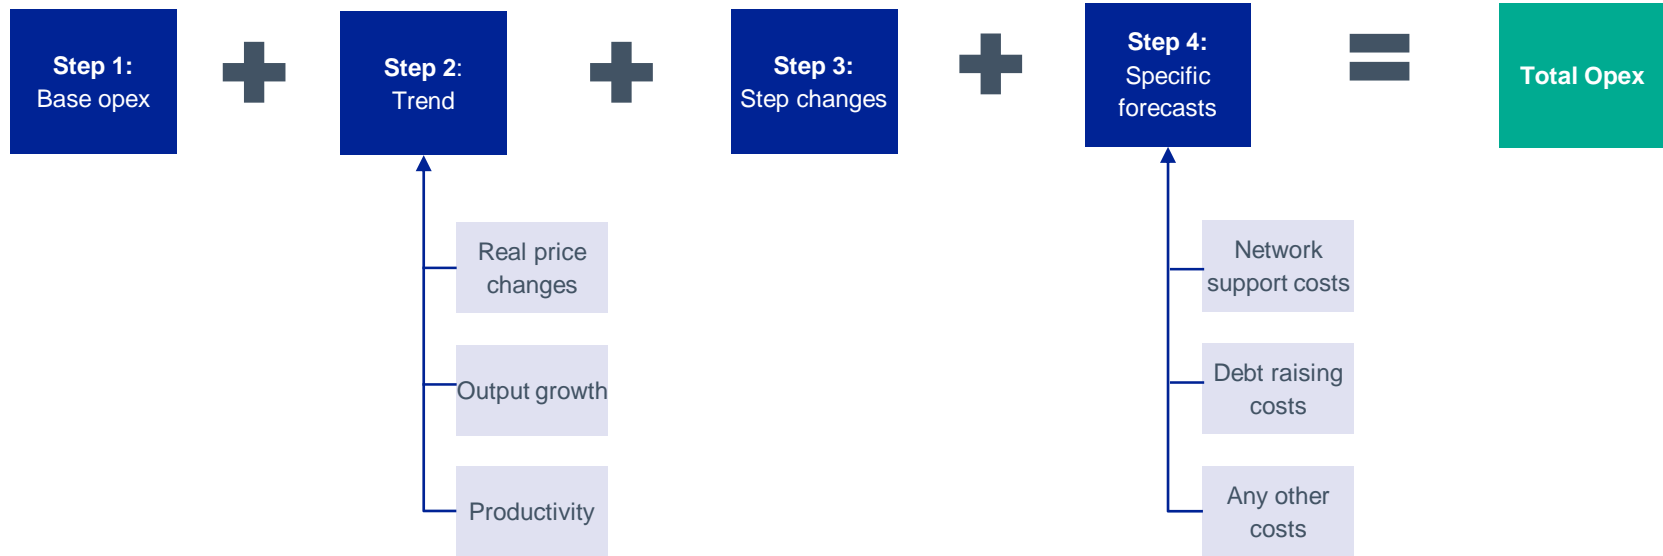 Step 1:
Base opex
Step 2:
Trend
Step 3:
Step changes
Step 4:
Specific
forecasts
Total Opex
Real price
changes
Output growth
Productivity
Network
support costs
Debt raising
costs
Any other
costs